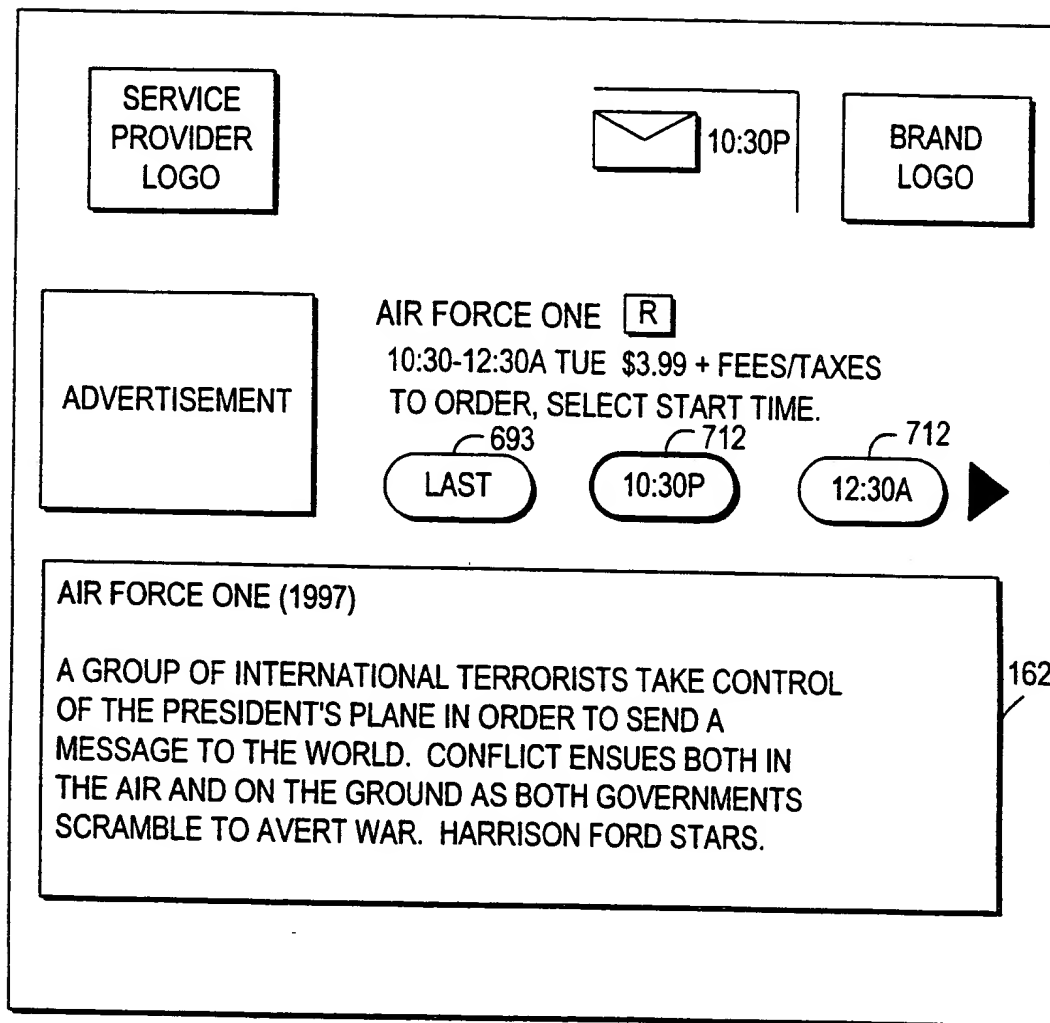 SERVICE
PROVIDER
LOGO
10:30P
BRAND
LOGO
ADVERTISEMENT
AIR FORCE ONE R
10:30-12:30A TUE $3.99 + FEES/TAXES
TO ORDER, SELECT START TIME.
693 712 712
LAST 10:30P 12:30A
AIR FORCE ONE (1997)
A GROUP OF INTERNATIONAL TERRORISTS TAKE CONTROL
OF THE PRESIDENT'S PLANE IN ORDER TO SEND A
MESSAGE TO THE WORLD. CONFLICT ENSUES BOTH IN
THE AIR AND ON THE GROUND AS BOTH GOVERNMENTS
SCRAMBLE TO AVERT WAR. HARRISON FORD STARS.
162